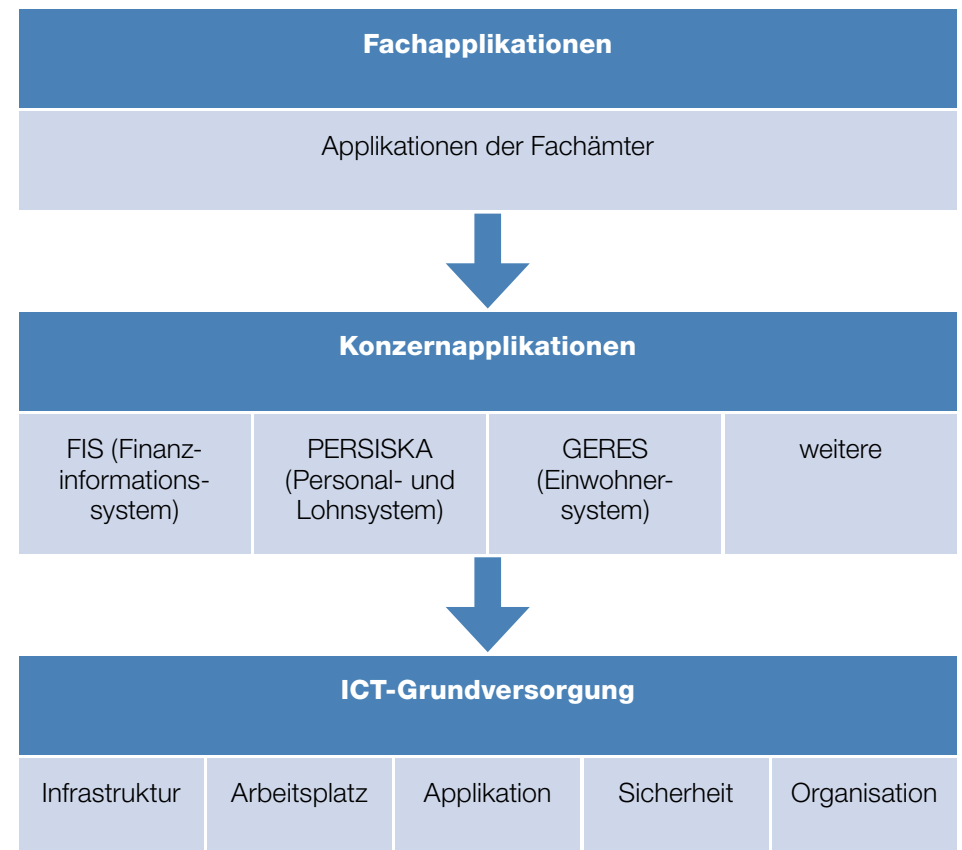 Fachapplikationen
Applikationen der Fachämter
Konzernapplikationen
FIS (Finanz-
informations-
system)
PERSISKA
(Personal- und
Lohnsystem)
GERES
(Einwohner-
system)
weitere
ICT-Grundversorgung
Infrastruktur
Arbeitsplatz
Applikation
Sicherheit
Organisation